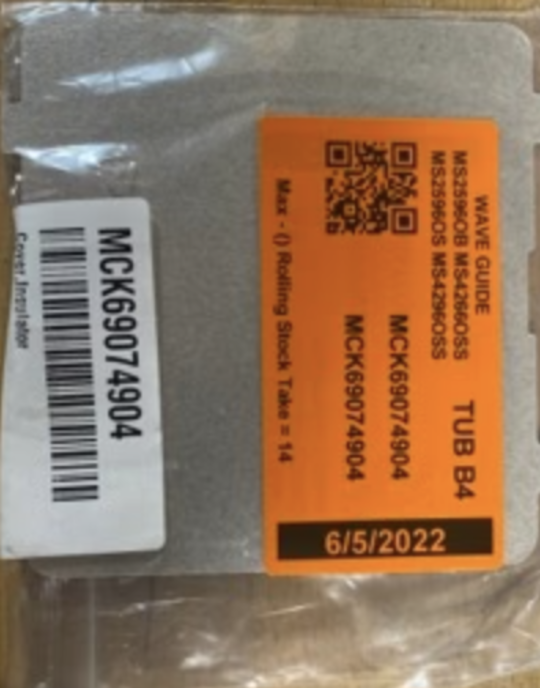 WAVE GUIDE
MS2596OB MS4266OSS
MS2596OS MS4296OSS
TUB B4
MCK69074904
MCK69074904
Max - () Rolling Stock Take = 14
6/5/2022
MCK69074904
Cover,Insulator